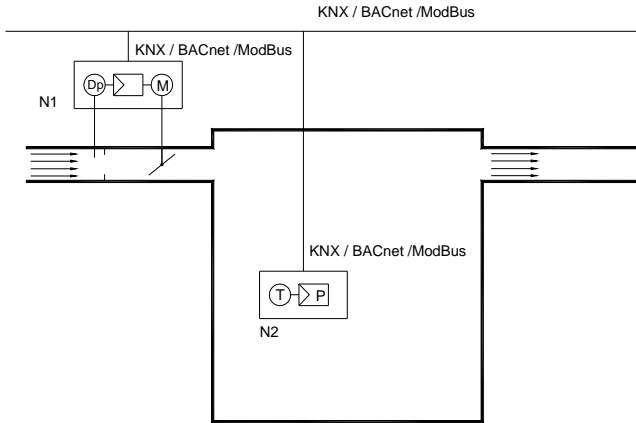 KNX / BACnet /ModBus
KNX / BACnet /ModBus
Dp
M
N1
KNX / BACnet /ModBus
T
P
N2